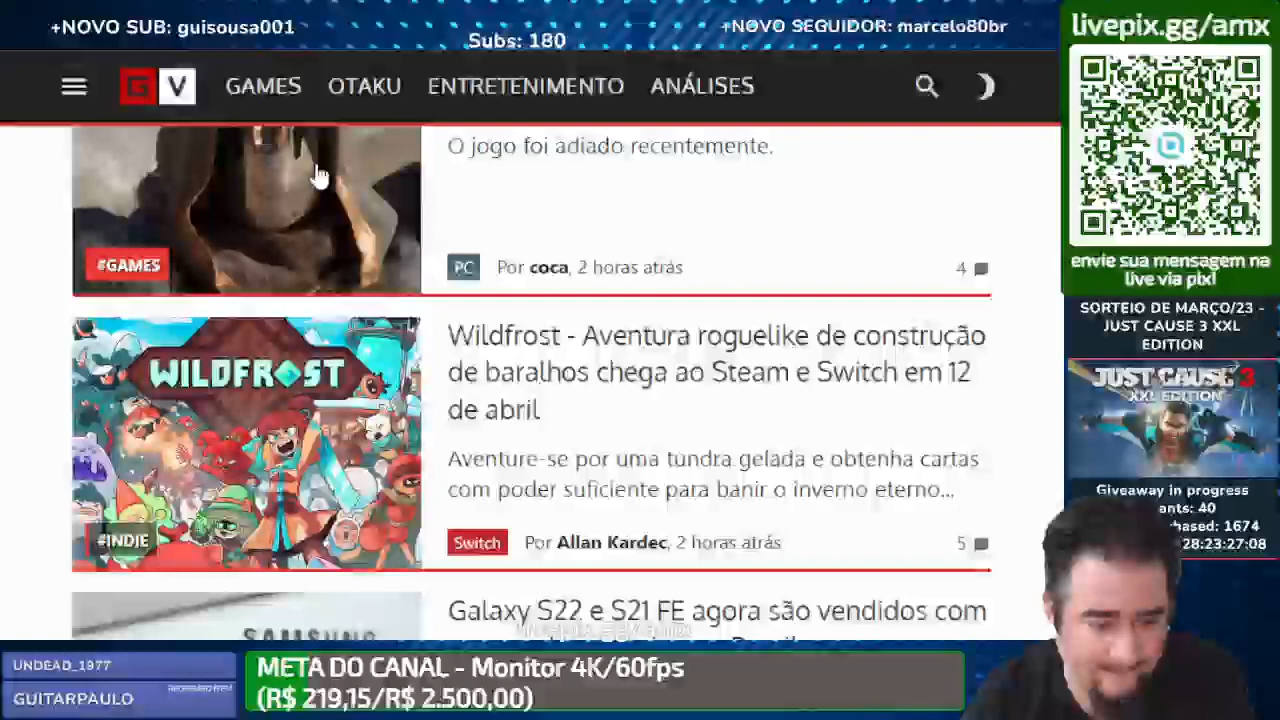 +NOVO SUB: guisousa001
Subs: 180
+NOVO SEGUIDOR: marcelo80br
livepix.gg/amx
G V
GAMES
OTAKU
ENTRETENIMENTO
ANÁLISES
O jogo foi adiado recentemente.
#GAMES
PC
Por coca, 2 horas atrás
4
envie sua mensagem na
live via pix!
SORTEIO DE MARÇO/23 -
JUST CAUSE 3 XXL
EDITION
JUST CAUSE 3
XXL EDITION
Giveaway in progress
ants: 40
hased: 1674
28:23:27:08
WILDFROST
#INDIE
Wildfrost - Aventura roguelike de construção
de baralhos chega ao Steam e Switch em 12
de abril
Aventure-se por uma tundra gelada e obtenha cartas
com poder suficiente para banir o inverno eterno...
Switch
Por Allan Kardec, 2 horas atrás
5
SAMSUNG
Galaxy S22 e S21 FE agora são vendidos com
UNDEAD_1977
GUITARPAULO
META DO CANAL - Monitor 4K/60fps
(R$ 219,15/R$ 2.500,00)